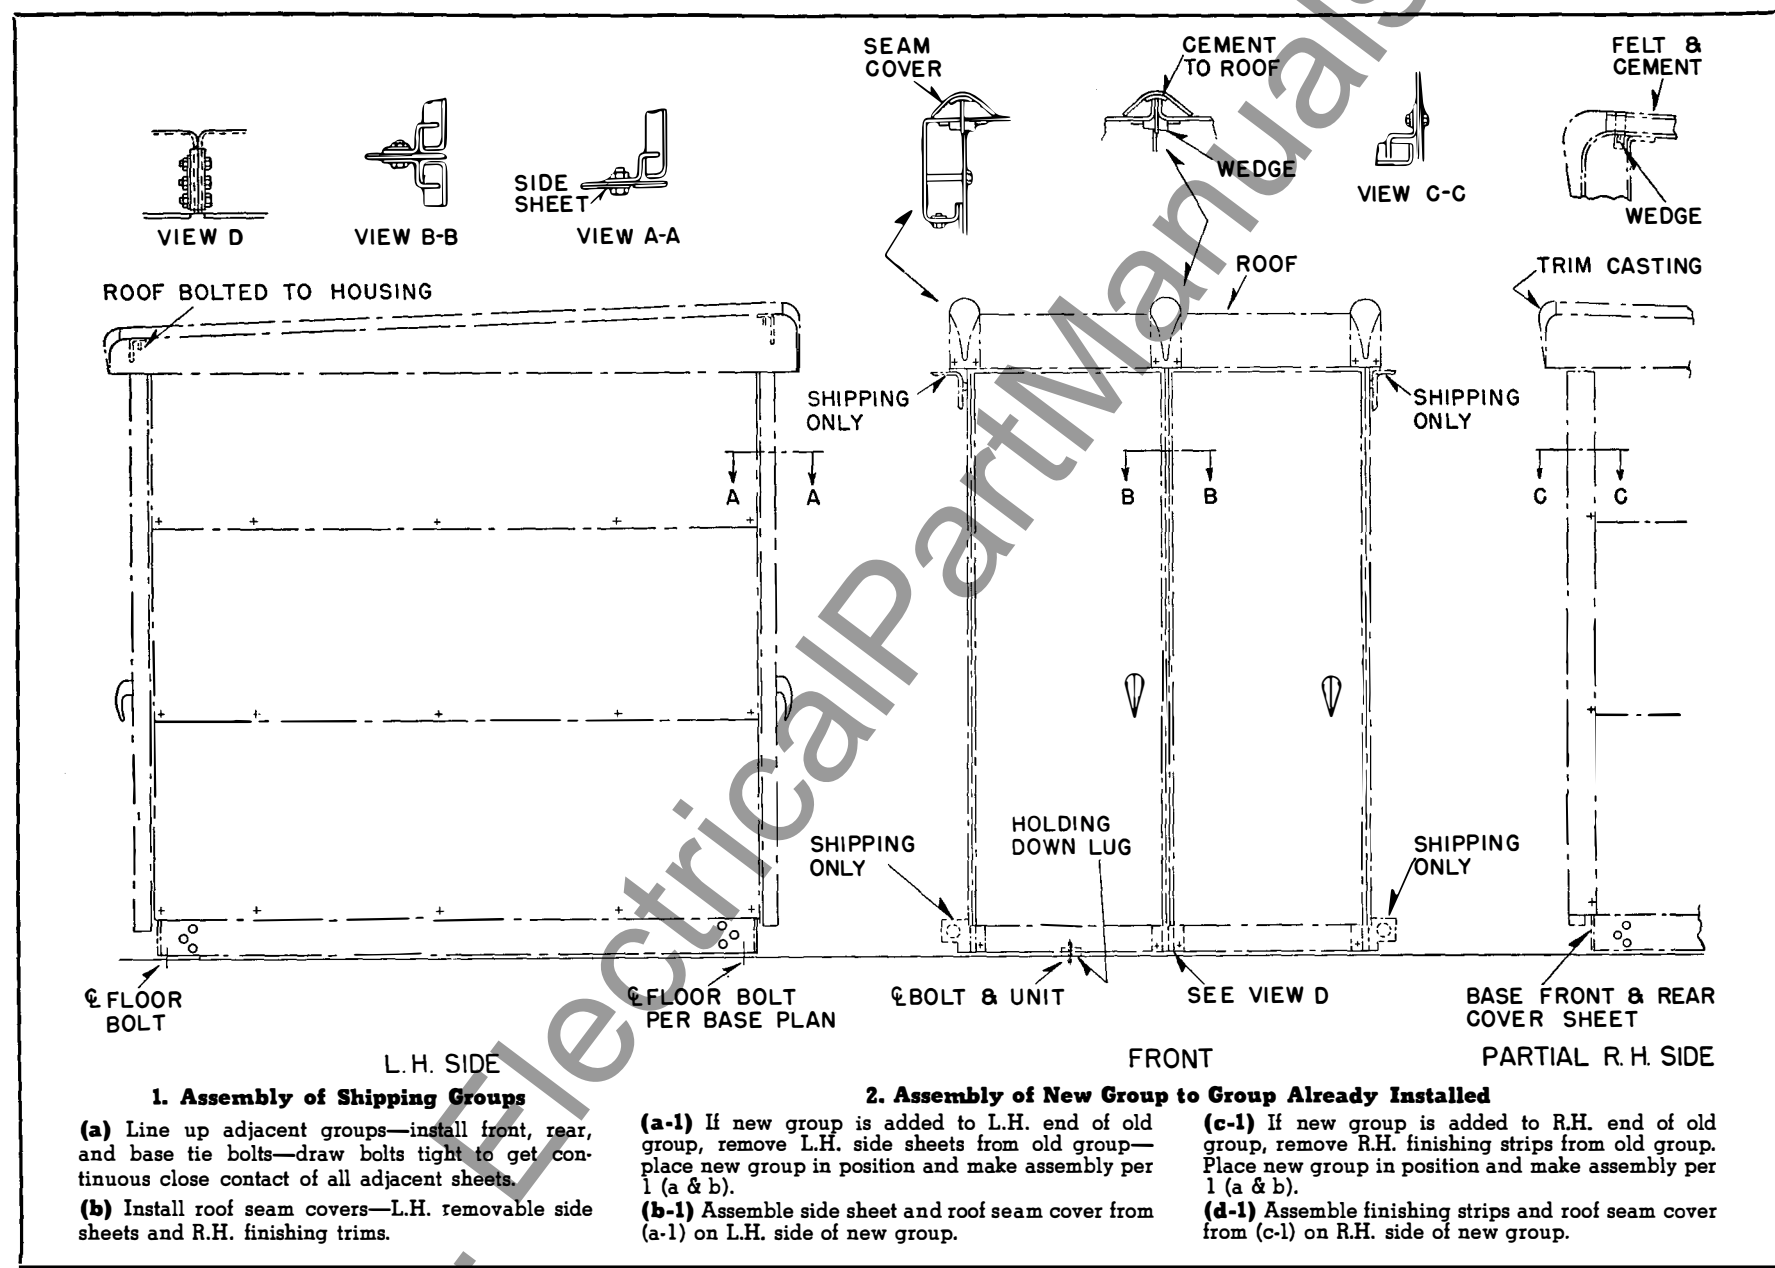 SEAM
COVER
CEMENT
TO ROOF
FELT &
CEMENT
WEDGE
SIDE
SHEET
VIEW C-C
WEDGE
VIEW D
VIEW B-B
VIEW A-A
ROOF BOLTED TO HOUSING
ROOF
TRIM CASTING
SHIPPING
ONLY
SHIPPING
ONLY
A A
B B
C C
HOLDING
DOWN LUG
SHIPPING
ONLY
SHIPPING
ONLY
℄ FLOOR
BOLT
℄ FLOOR BOLT
PER BASE PLAN
℄ BOLT & UNIT
SEE VIEW D
BASE FRONT & REAR
COVER SHEET
L.H. SIDE
FRONT
PARTIAL R.H. SIDE
1. Assembly of Shipping Groups
(a) Line up adjacent groups—install front, rear,
and base tie bolts—draw bolts tight to get con-
tinuous close contact of all adjacent sheets.
(b) Install roof seam covers—L.H. removable side
sheets and R.H. finishing trims.
2. Assembly of New Group to Group Already Installed
(a-1) If new group is added to L.H. end of old
group, remove L.H. side sheets from old group—
place new group in position and make assembly per
1 (a & b).
(b-1) Assemble side sheet and roof seam cover from
(a-1) on L.H. side of new group.
(c-1) If new group is added to R.H. end of old
group, remove R.H. finishing strips from old group.
Place new group in position and make assembly per
1 (a & b).
(d-1) Assemble finishing strips and roof seam cover
from (c-1) on R.H. side of new group.
ElectricalPartManuals